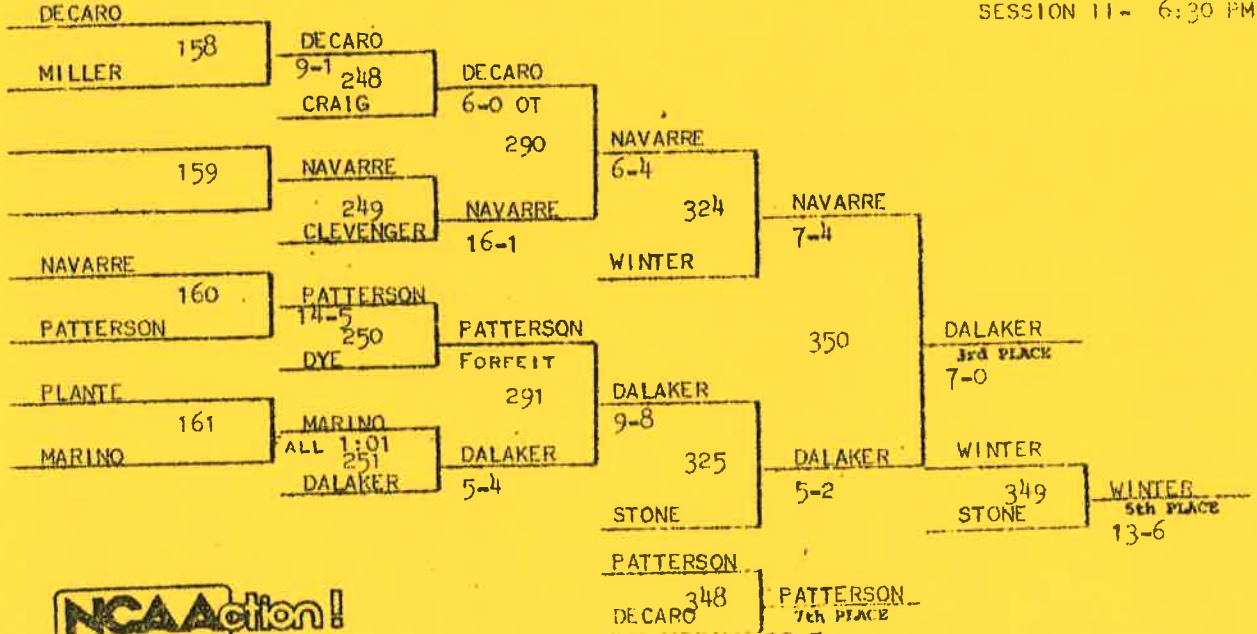 SESSION II- 6:30 PM
DECARO
158
MILLER
DECARO
9-1
248
CRAIG
DECARO
6-0 OT
290
159
NAVARRE
249
CLEVENGER
NAVARRE
16-1
NAVARRE
6-4
324
WINTER
NAVARRE
7-4
NAVARRE
160
PATTERSON
PATTERSON
14-5
250
DYE
PATTERSON
FORFEIT
291
PLANTE
161
MARINO
MARINO
ALL 1:01
251
DALAKER
DALAKER
5-4
DALAKER
9-8
325
STONE
DALAKER
5-2
350
DALAKER
3rd PLACE
7-0
WINTER
349
STONE
WINTER
5th PLACE
13-6
PATTERSON
348
DECARO
PATTERSON
7th PLACE
NCAAction!